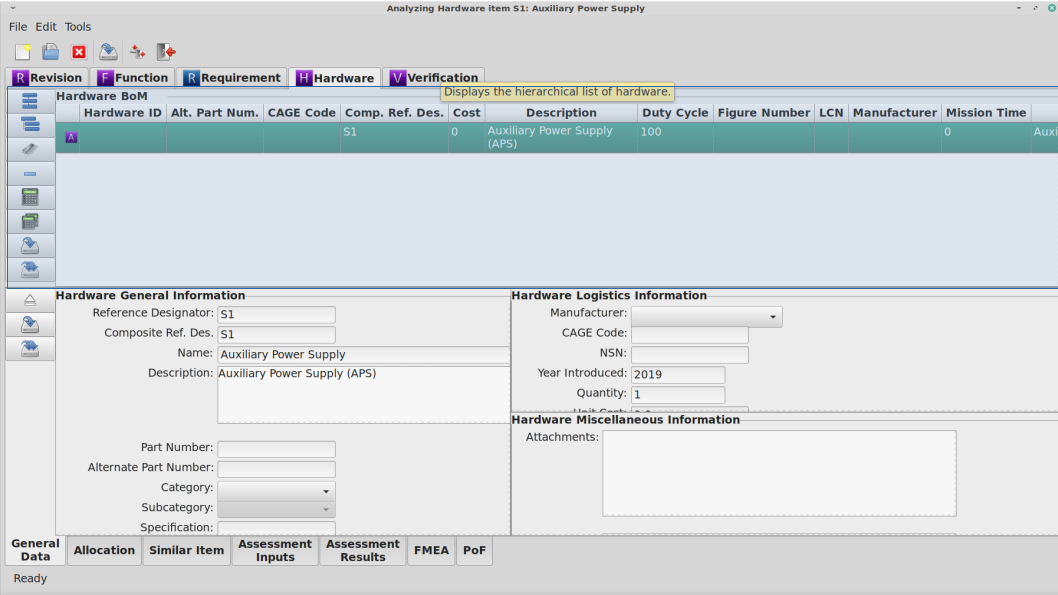 Analyzing Hardware item S1: Auxiliary Power Supply
File Edit Tools
R Revision F Function R Requirement H Hardware V Verification
Displays the hierarchical list of hardware.
Hardware BoM
Hardware ID Alt. Part Num. CAGE Code Comp. Ref. Des. Cost Description Duty Cycle Figure Number LCN Manufacturer Mission Time
A S1 0 Auxiliary Power Supply 100 0 Auxi
(APS)
Hardware General Information
Reference Designator: S1
Composite Ref. Des. S1
Name: Auxiliary Power Supply
Description: Auxiliary Power Supply (APS)
Part Number:
Alternate Part Number:
Category:
Subcategory:
Specification:
Hardware Logistics Information
Manufacturer:
CAGE Code:
NSN:
Year Introduced: 2019
Quantity: 1
Hardware Miscellaneous Information
Attachments:
General Data Allocation Similar Item Assessment Inputs Assessment Results FMEA PoF
Ready